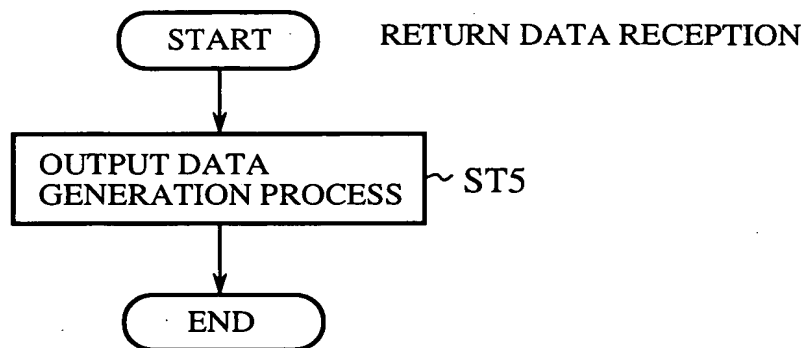 START
RETURN DATA RECEPTION
OUTPUT DATA
GENERATION PROCESS
ST5
END